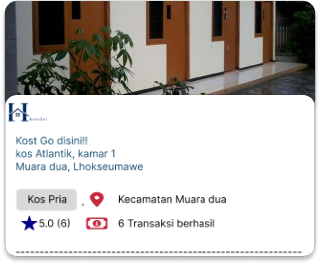 Kost Go disini!!
kos Atlantik, kamar 1
Muara dua, Lhokseumawe
Kos Pria . Kecamatan Muara dua
5.0 (6) 6 Transaksi berhasil